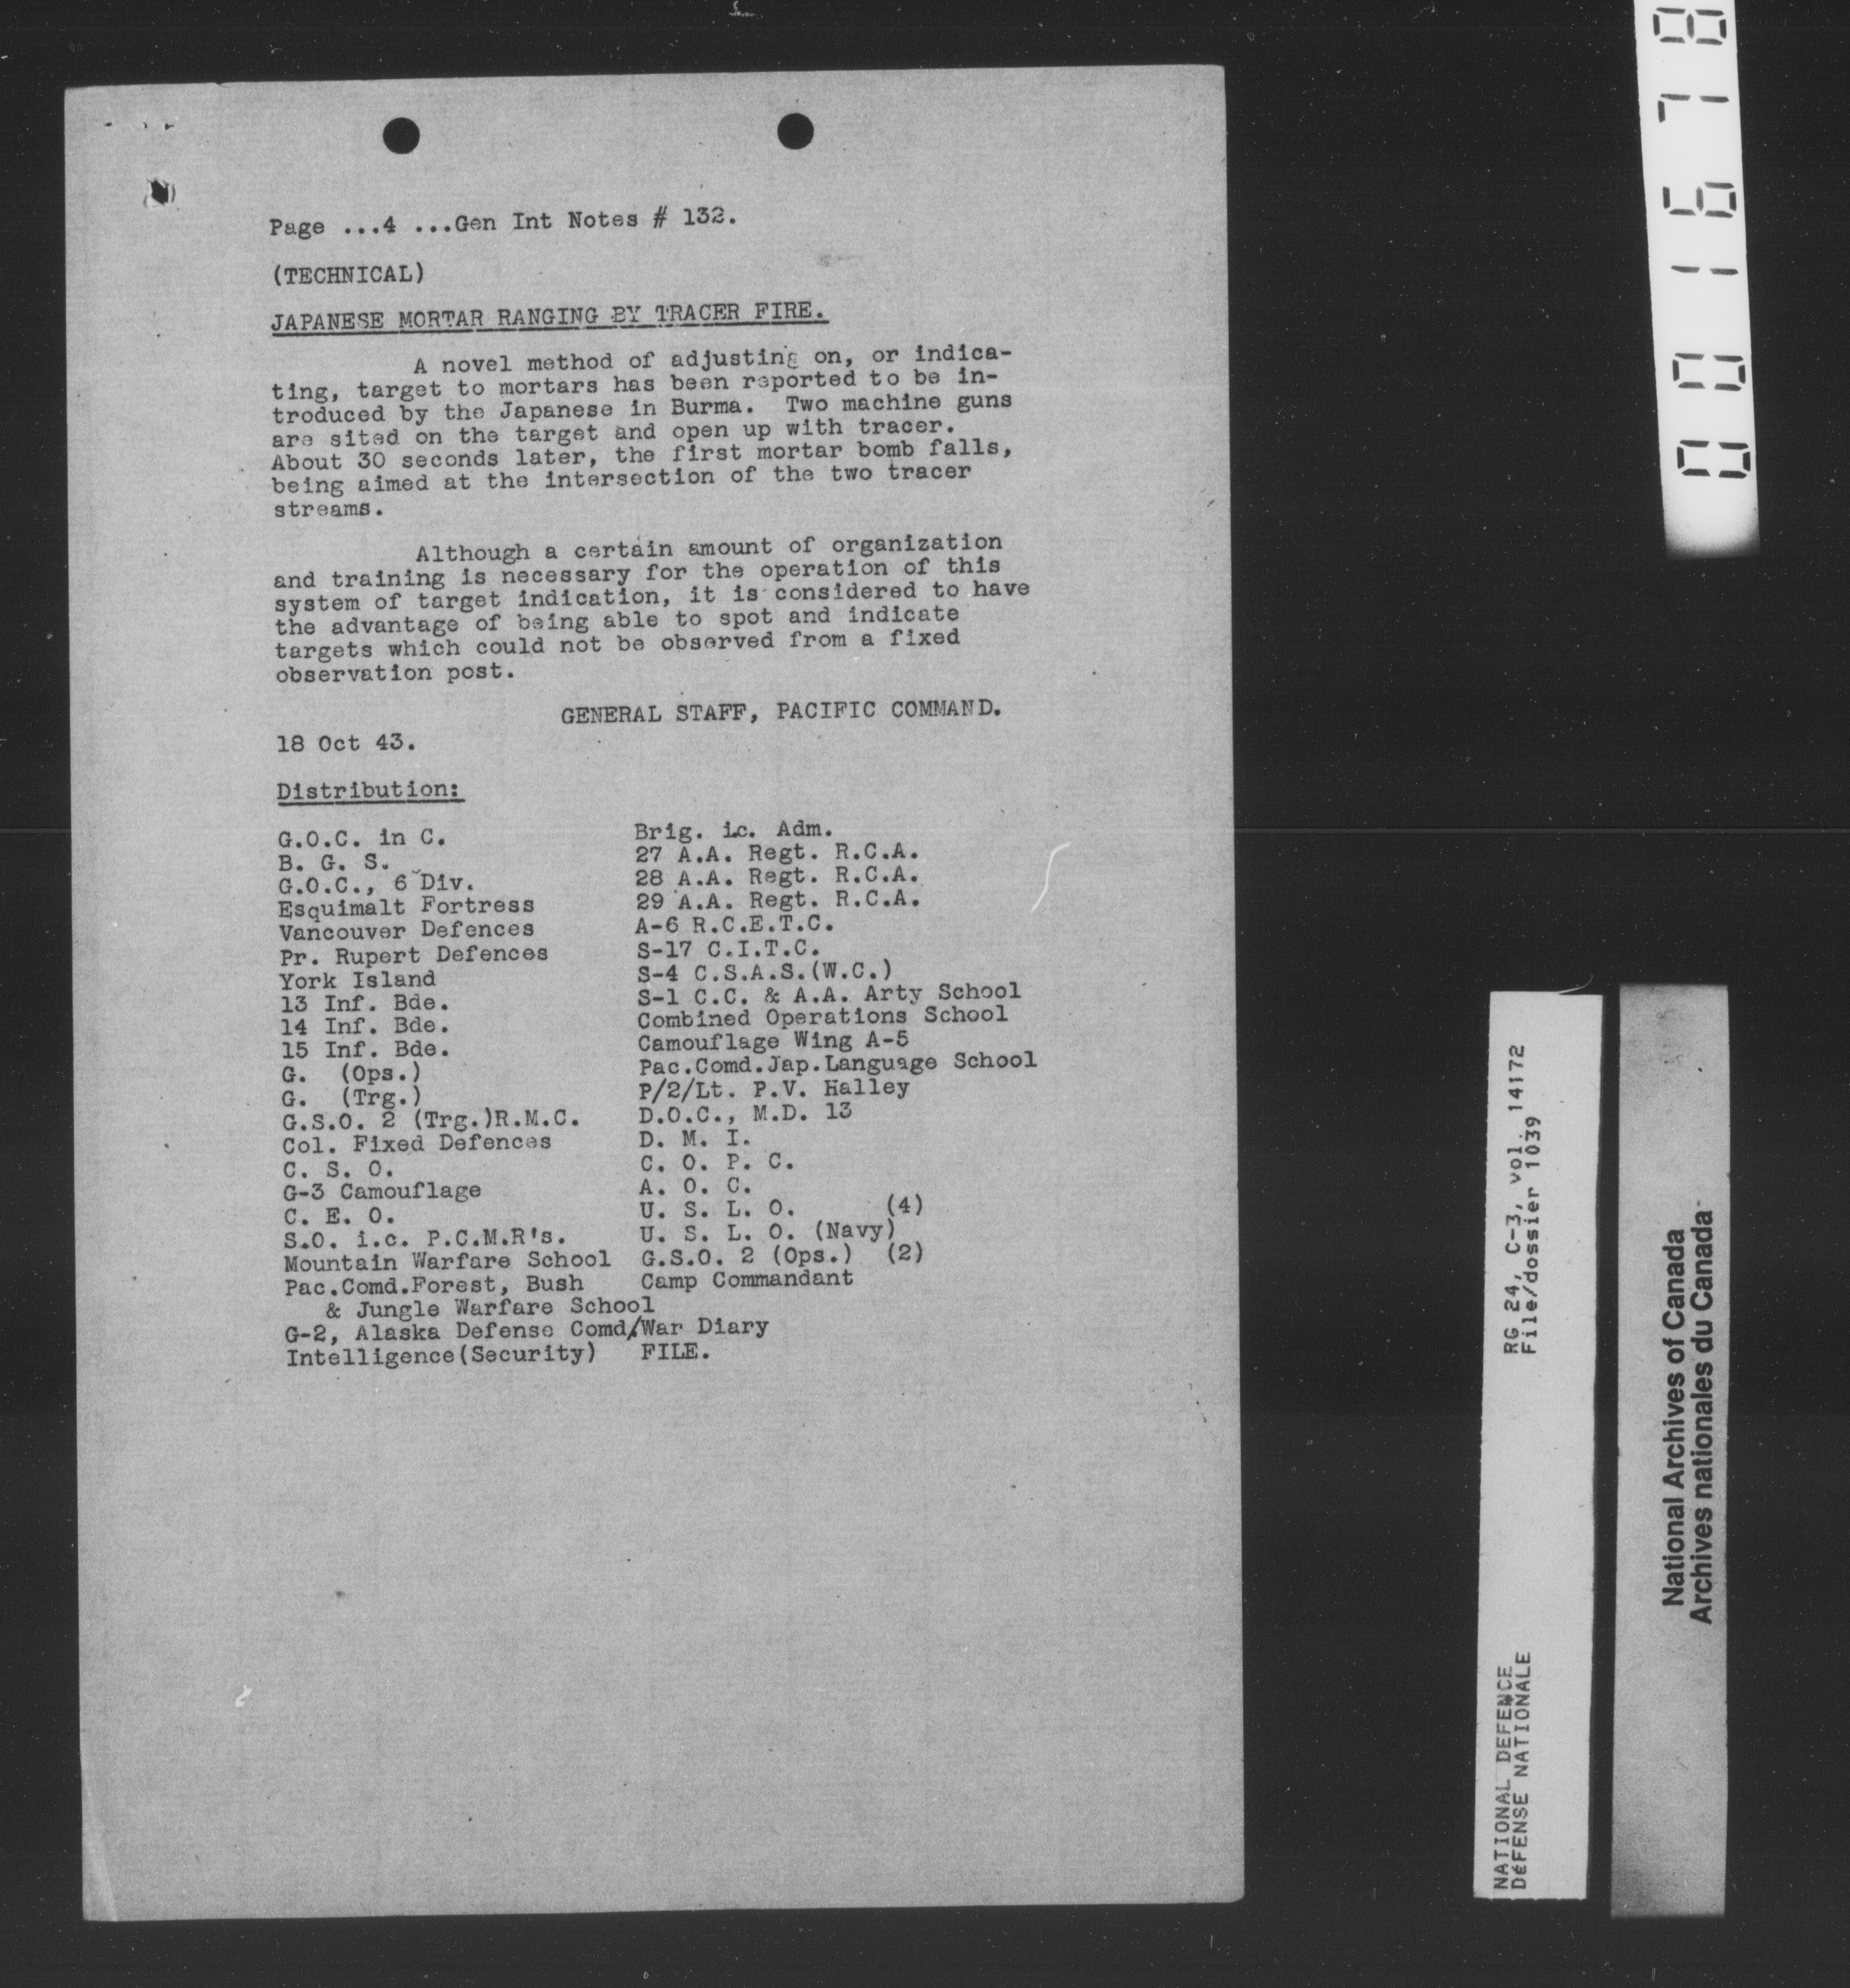 Page ...4 ...Gen Int Notes # 132.
(TECHNICAL)
JAPANESE MORTAR RANGING BY TRACER FIRE.
A novel method of adjusting on, or indica-
ting, target to mortars has been reported to be in-
troduced by the Japanese in Burma. Two machine guns
are sited on the target and open up with tracer.
About 30 seconds later, the first mortar bomb falls,
being aimed at the intersection of the two tracer
streams.
Although a certain amount of organization
and training is necessary for the operation of this
system of target indication, it is considered to have
the advantage of being able to spot and indicate
targets which could not be observed from a fixed
observation post.
GENERAL STAFF, PACIFIC COMMAND.
18 Oct 43.
Distribution:
G.O.C. in C.
B. G. S.
G.O.C., 6 Div.
Esquimalt Fortress
Vancouver Defences
Pr. Rupert Defences
York Island
13 Inf. Bde.
14 Inf. Bde.
15 Inf. Bde.
G. (Ops.)
G. (Trg.)
G.S.O. 2 (Trg.)R.M.C.
Col. Fixed Defences
C. S. O.
G-3 Camouflage
C. E. O.
S.O. i.c. P.C.M.R's.
Mountain Warfare School
Pac.Comd.Forest, Bush
& Jungle Warfare School
G-2, Alaska Defense Comd/
Intelligence(Security)
Brig. i.c. Adm.
27 A.A. Regt. R.C.A.
28 A.A. Regt. R.C.A.
29 A.A. Regt. R.C.A.
A-6 R.C.E.T.C.
S-17 C.I.T.C.
S-4 C.S.A.S.(W.C.)
S-1 C.C. & A.A. Arty School
Combined Operations School
Camouflage Wing A-5
Pac.Comd.Jap.Language School
P/2/Lt. P.V. Halley
D.O.C., M.D. 13
D. M. I.
C. O. P. C.
A. O. C.
U. S. L. O. (4)
U. S. L. O. (Navy)
G.S.O. 2 (Ops.) (2)
Camp Commandant
War Diary
FILE.
001678
RG 24, C-3, vol. 14172
File/dossier 1039
NATIONAL DEFENCE
DéFENSE NATIONALE
National Archives of Canada
Archives nationales du Canada